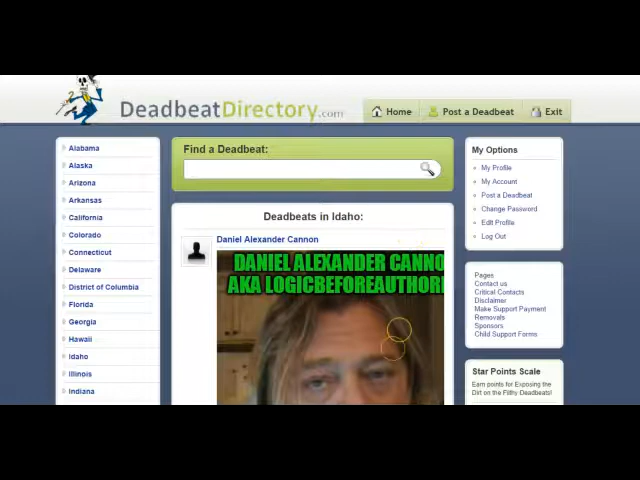 DeadbeatDirectory.com
Home
Post a Deadbeat
Exit
Alabama
Alaska
Arizona
Arkansas
California
Colorado
Connecticut
Delaware
District of Columbia
Florida
Georgia
Hawaii
Idaho
Illinois
Indiana
Find a Deadbeat:
Deadbeats in Idaho:
Daniel Alexander Cannon
DANIEL ALEXANDER CANNO
AKA LOGICBEFOREAUTHORI
My Options
My Profile
My Account
Post a Deadbeat
Change Password
Edit Profile
Log Out
Pages
Contact us
Critical Contacts
Disclaimer
Make Support Payment
Removals
Sponsors
Child Support Forms
Star Points Scale
Earn points for Exposing the
Dirt on the Filthy Deadbeats!